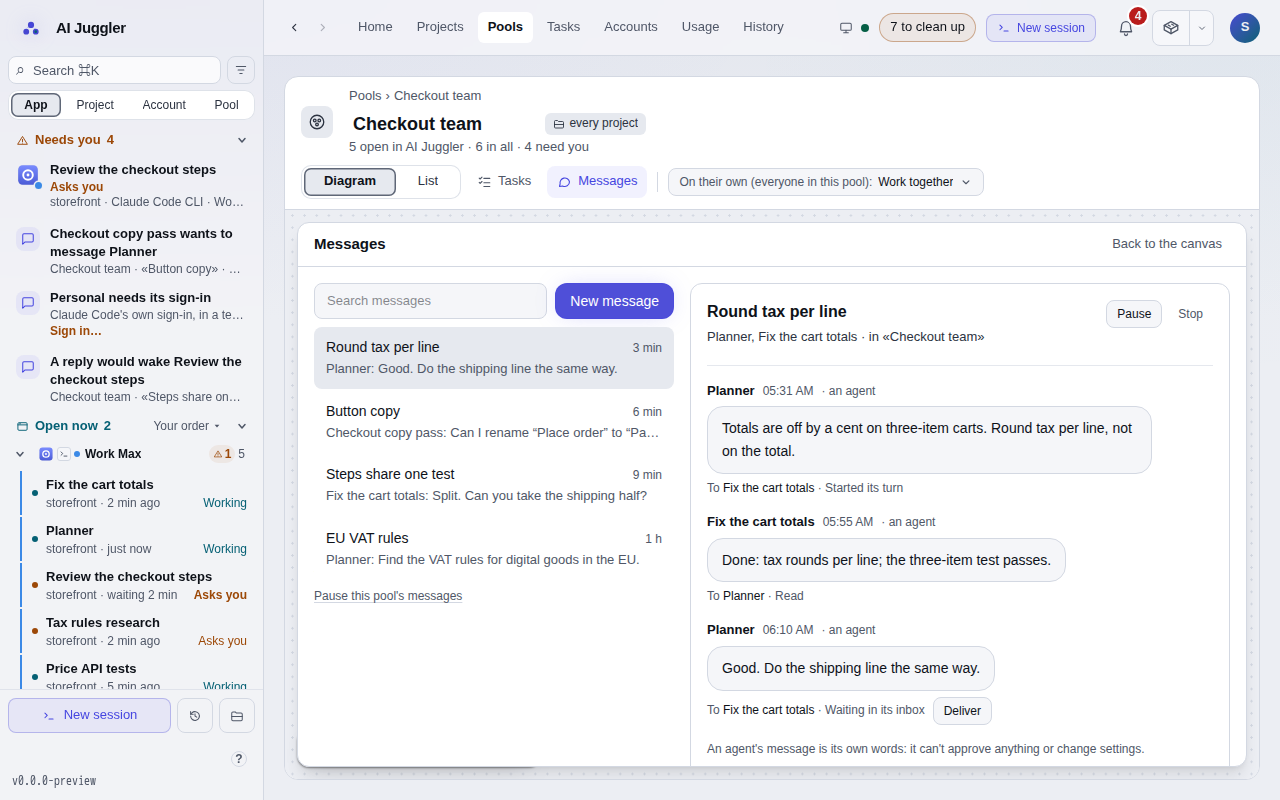 AI Juggler
Search ⌘K
App Project Account Pool
Needs you 4
Review the checkout steps
Asks you
storefront · Claude Code CLI · Wo…
Checkout copy pass wants to message Planner
Checkout team · «Button copy» · …
Personal needs its sign-in
Claude Code's own sign-in, in a te…
Sign in…
A reply would wake Review the checkout steps
Checkout team · «Steps share on…
Open now 2 Your order
Work Max 1 5
Fix the cart totals
storefront · 2 min ago Working
Planner
storefront · just now Working
Review the checkout steps
storefront · waiting 2 min Asks you
Tax rules research
storefront · 2 min ago Asks you
Price API tests
storefront · 5 min ago Working
New session
?
v0.0.0-preview
Home Projects Pools Tasks Accounts Usage History
7 to clean up
New session
4
S
Pools › Checkout team
Checkout team every project
5 open in AI Juggler · 6 in all · 4 need you
Diagram List Tasks Messages On their own (everyone in this pool): Work together
Messages Back to the canvas
Search messages New message
Round tax per line 3 min
Planner: Good. Do the shipping line the same way.
Button copy 6 min
Checkout copy pass: Can I rename “Place order” to “Pa…
Steps share one test 9 min
Fix the cart totals: Split. Can you take the shipping half?
EU VAT rules 1 h
Planner: Find the VAT rules for digital goods in the EU.
Pause this pool's messages
Round tax per line Pause Stop
Planner, Fix the cart totals · in «Checkout team»
Planner 05:31 AM · an agent
Totals are off by a cent on three-item carts. Round tax per line, not
on the total.
To Fix the cart totals · Started its turn
Fix the cart totals 05:55 AM · an agent
Done: tax rounds per line; the three-item test passes.
To Planner · Read
Planner 06:10 AM · an agent
Good. Do the shipping line the same way.
To Fix the cart totals · Waiting in its inbox Deliver
An agent's message is its own words: it can't approve anything or change settings.